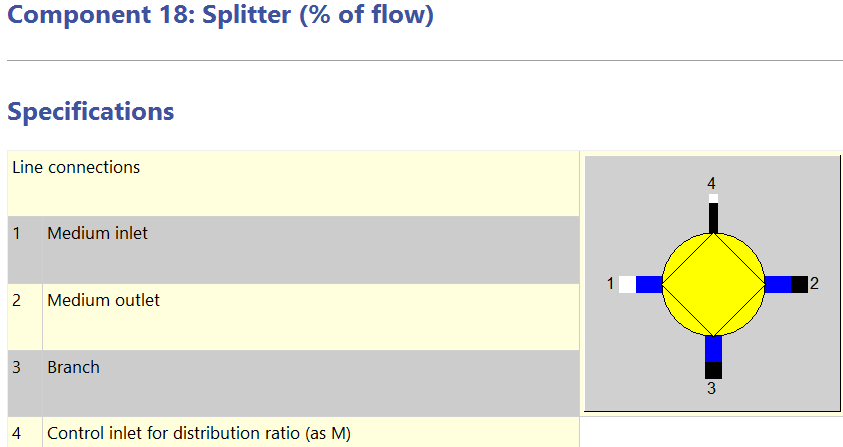 Component 18: Splitter (% of flow)
Specifications
Line connections
1 Medium inlet
2 Medium outlet
3 Branch
4 Control inlet for distribution ratio (as M)
4
1
2
3